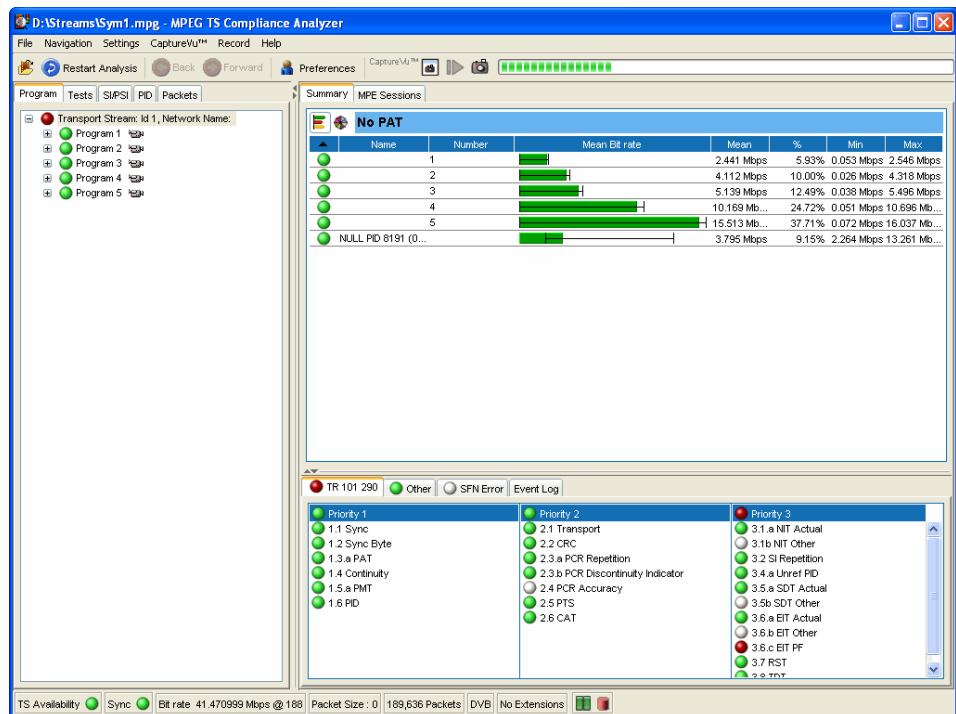 D:\Streams\Sym1.mpg - MPEG TS Compliance Analyzer
File Navigation Settings CaptureVu™ Record Help
Restart Analysis Back Forward Preferences CaptureVu™
Program Tests SI/PSI PID Packets
Transport Stream: Id 1, Network Name:
Program 1
Program 2
Program 3
Program 4
Program 5
Summary MPE Sessions
No PAT
Name Number Mean Bit rate Mean % Min Max
1 2.441 Mbps 5.93% 0.053 Mbps 2.546 Mbps
2 4.112 Mbps 10.00% 0.026 Mbps 4.318 Mbps
3 5.139 Mbps 12.49% 0.038 Mbps 5.496 Mbps
4 10.169 Mb... 24.72% 0.051 Mbps 10.696 Mb...
5 15.513 Mb... 37.71% 0.072 Mbps 16.037 Mb...
NULL PID 8191 (0... 3.795 Mbps 9.15% 2.264 Mbps 13.261 Mb...
TR 101 290 Other SFN Error Event Log
Priority 1
1.1 Sync
1.2 Sync Byte
1.3.a PAT
1.4 Continuity
1.5.a PMT
1.6 PID
Priority 2
2.1 Transport
2.2 CRC
2.3.a PCR Repetition
2.3.b PCR Discontinuity Indicator
2.4 PCR Accuracy
2.5 PTS
2.6 CAT
Priority 3
3.1.a NIT Actual
3.1b NIT Other
3.2 SI Repetition
3.4.a Unref PID
3.5.a SDT Actual
3.5b SDT Other
3.6.a EIT Actual
3.6.b EIT Other
3.6.c EIT PF
3.7 RST
3.8 TDT
TS Availability Sync Bit rate 41.470999 Mbps @ 188 Packet Size : 0 189,636 Packets DVB No Extensions